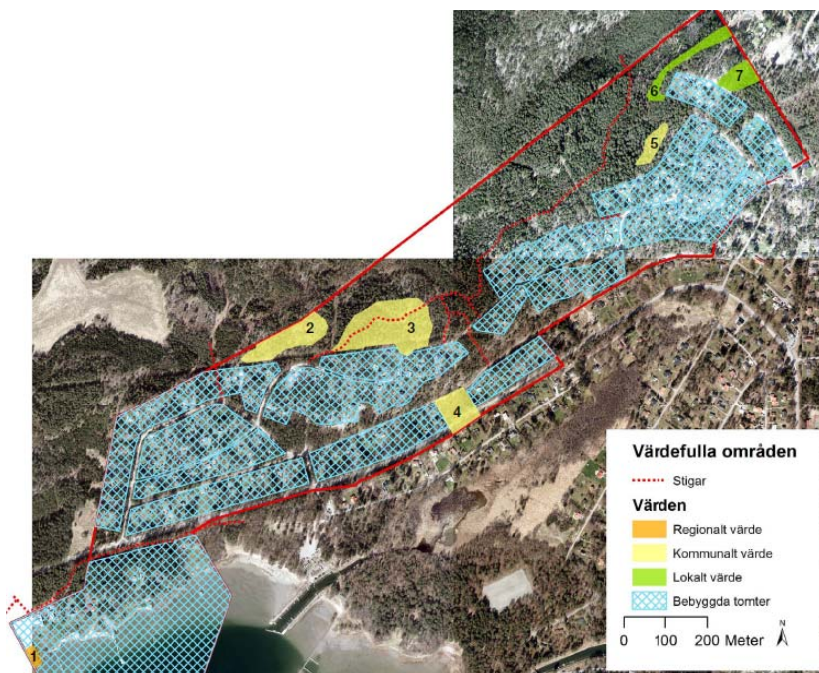 7
6
5
2
3
4
1
Värdefulla områden
Stigar
Värden
Regionalt värde
Kommunalt värde
Lokalt värde
Bebyggda tomter
0 100 200 Meter N